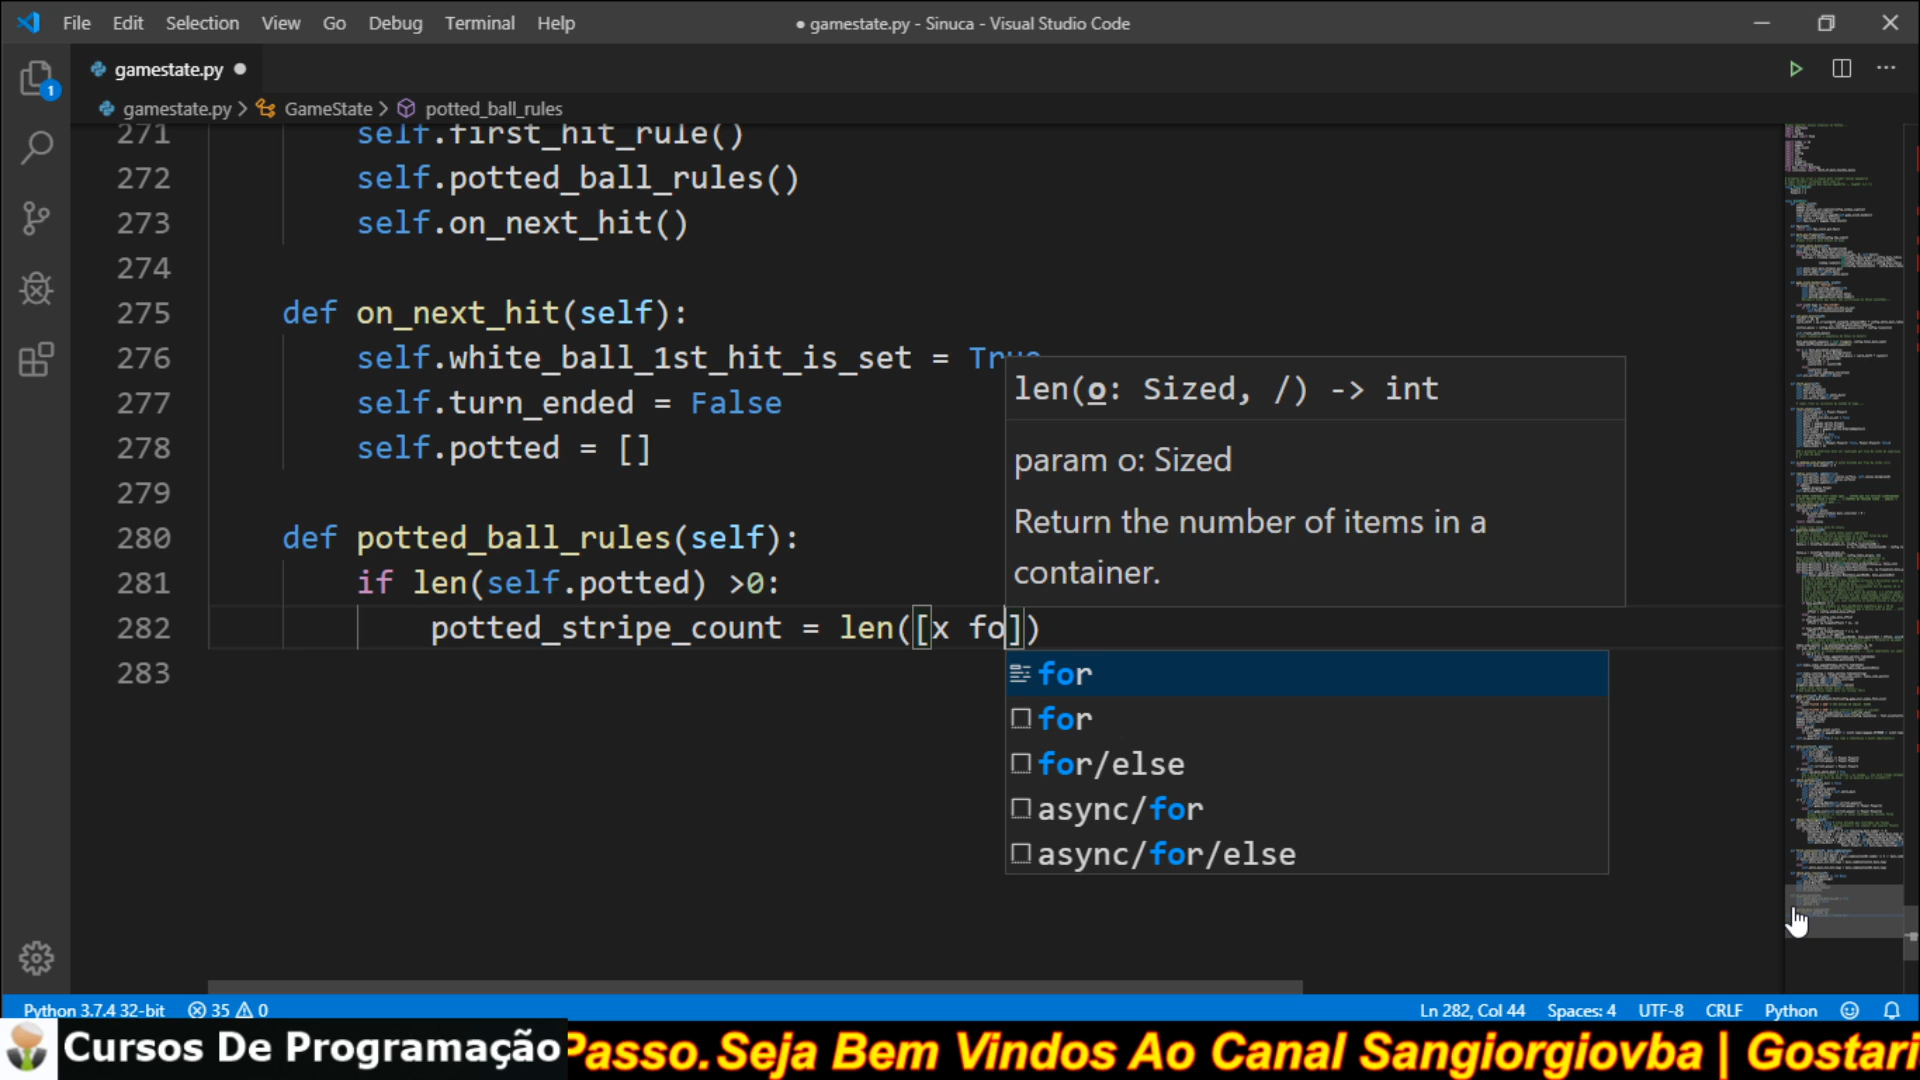 File Edit Selection View Go Debug Terminal Help
● gamestate.py - Sinuca - Visual Studio Code
gamestate.py ●
gamestate.py > GameState > potted_ball_rules
1
271 self.first_hit_rule()
272 self.potted_ball_rules()
273 self.on_next_hit()
274
275 def on_next_hit(self):
276 self.white_ball_1st_hit_is_set = True
277 self.turn_ended = False
278 self.potted = []
279
280 def potted_ball_rules(self):
281 if len(self.potted) >0:
282 potted_stripe_count = len([x fo])
283
len(o: Sized, /) -> int
param o: Sized
Return the number of items in a
container.
for
for
for/else
async/for
async/for/else
Python 3.7.4 32-bit 35 0
Ln 282, Col 44 Spaces: 4 UTF-8 CRLF Python
Cursos De Programação
Passo. Seja Bem Vindos Ao Canal Sangiorgiovba | Gostari